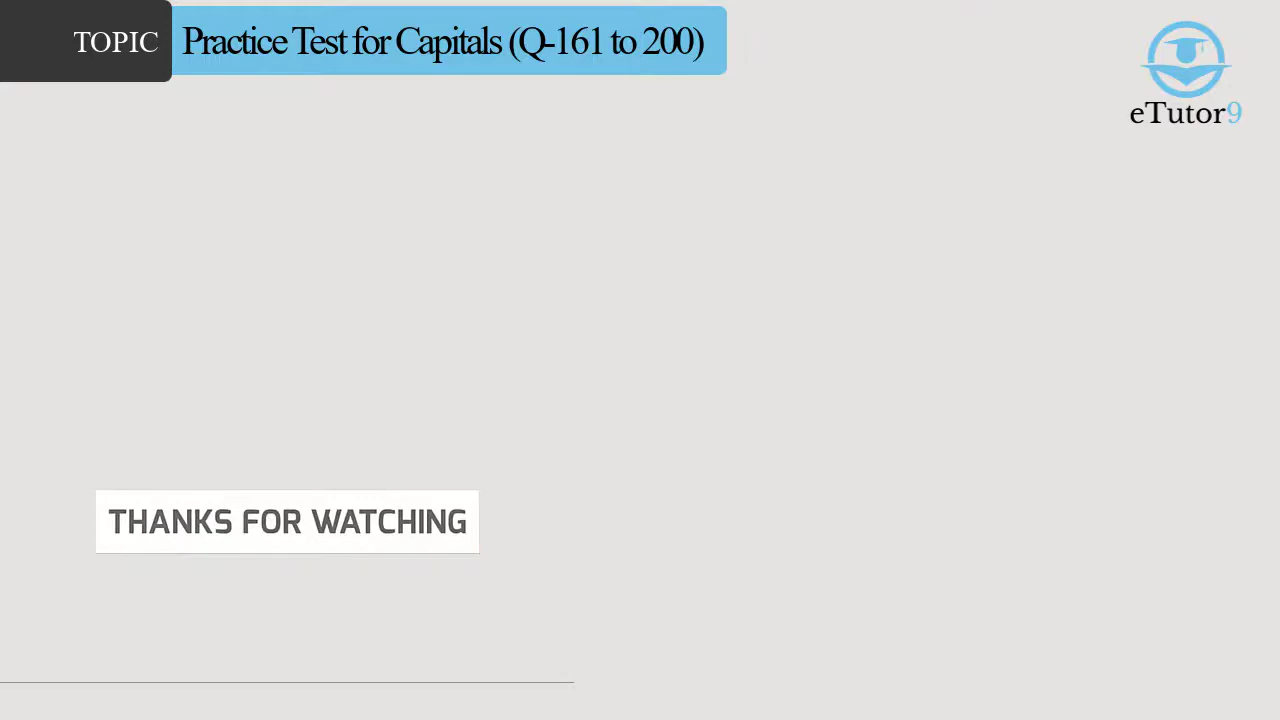 TOPIC
Practice Test for Capitals (Q-161 to 200)
eTutor9
THANKS FOR WATCHING